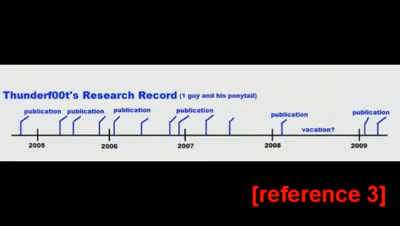 Thunderf00t's Research Record (1 guy and his ponytail)
publication publication publication publication publication publication
vacation?
2005 2006 2007 2008 2009
[reference 3]